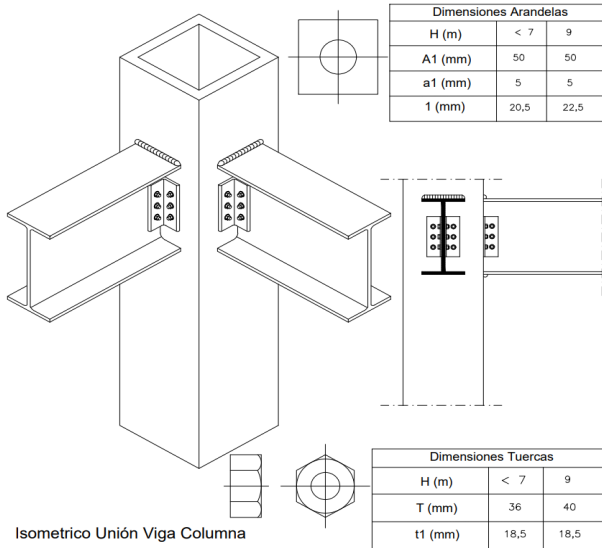 Dimensiones Arandelas
H (m) < 7 9
A1 (mm) 50 50
a1 (mm) 5 5
1 (mm) 20,5 22,5
Dimensiones Tuercas
H (m) < 7 9
T (mm) 36 40
t1 (mm) 18,5 18,5
Isometrico Unión Viga Columna